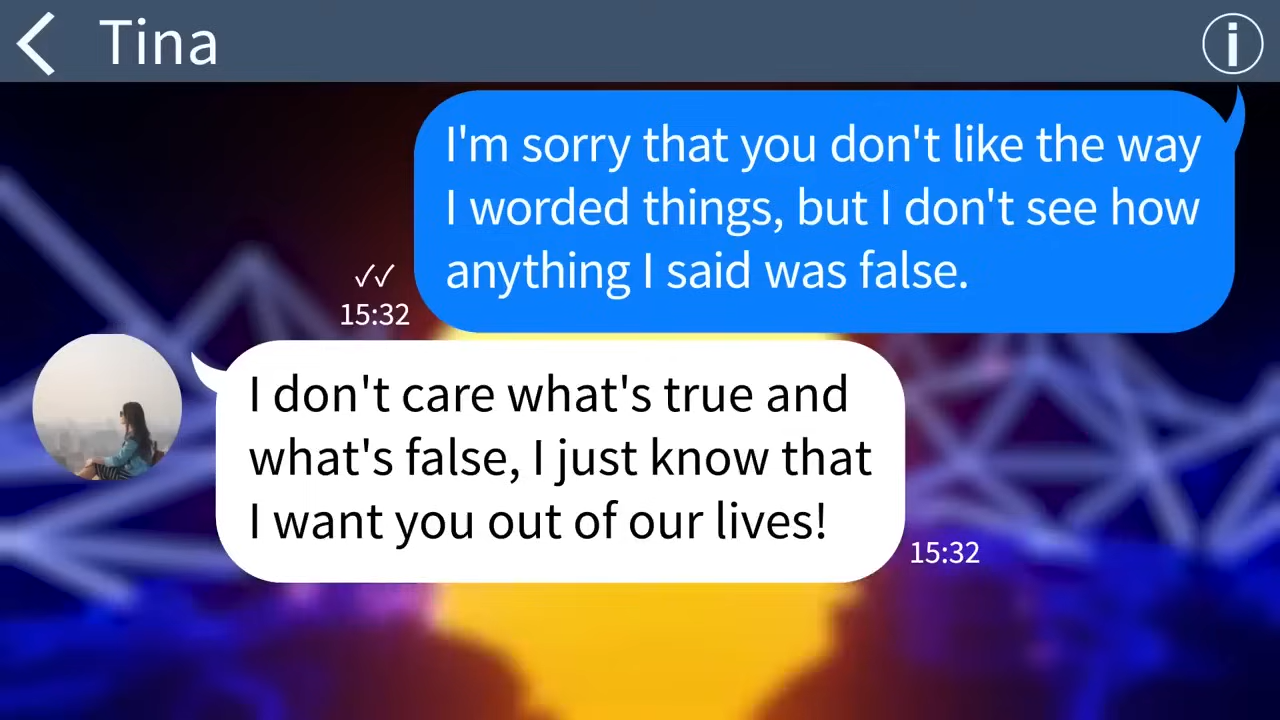 Tina
I'm sorry that you don't like the way
I worded things, but I don't see how
anything I said was false.
15:32
I don't care what's true and
what's false, I just know that
I want you out of our lives!
15:32